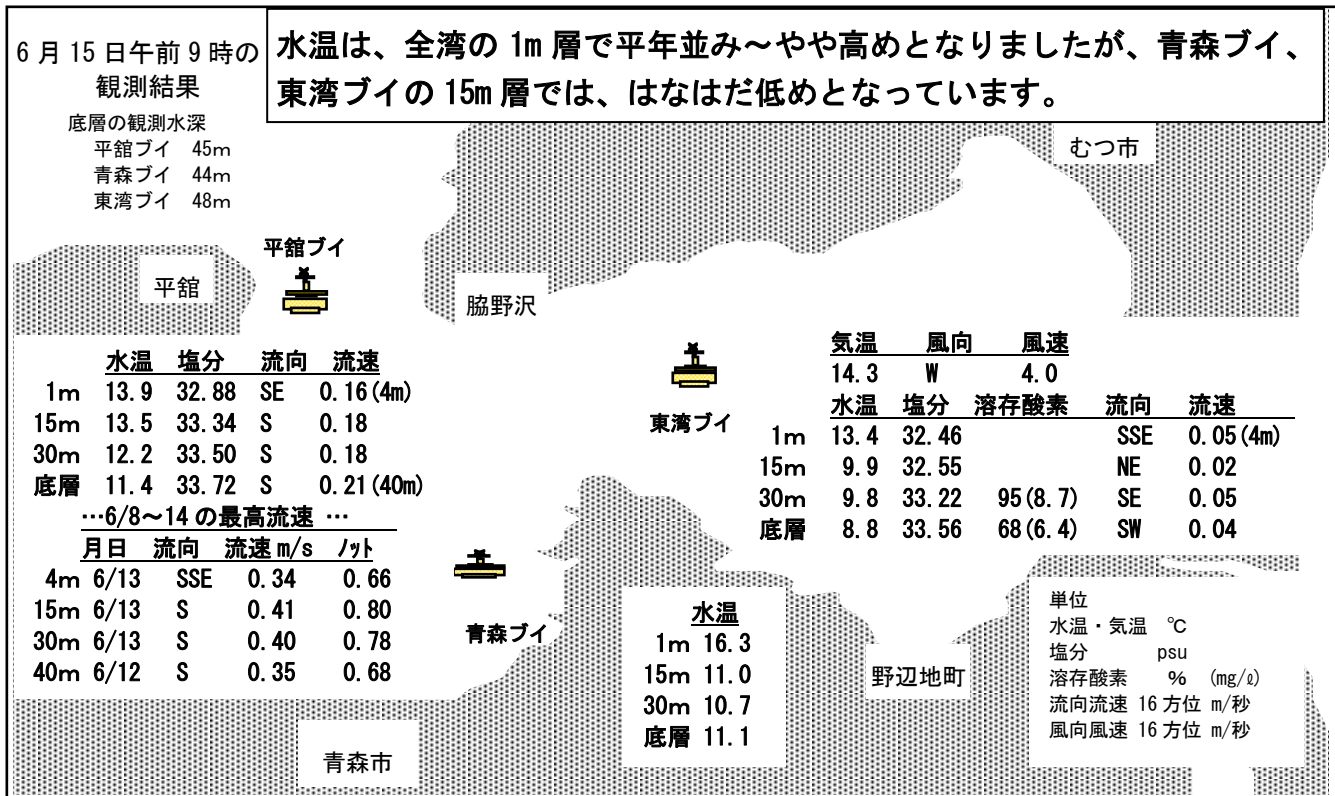 6月15日午前9時の
観測結果
水温は、全湾の1m層で平年並み～やや高めとなりましたが、青森ブイ、
東湾ブイの15m層では、はなはだ低めとなっています。
底層の観測水深
平舘ブイ 45m
青森ブイ 44m
東湾ブイ 48m
むつ市
平舘ブイ
平舘
脇野沢
水温 塩分 流向 流速
1m 13.9 32.88 SE 0.16(4m)
15m 13.5 33.34 S 0.18
30m 12.2 33.50 S 0.18
底層 11.4 33.72 S 0.21(40m)
…6/8～14の最高流速 …
月日 流向 流速m/s ﾉｯﾄ
4m 6/13 SSE 0.34 0.66
15m 6/13 S 0.41 0.80
30m 6/13 S 0.40 0.78
40m 6/12 S 0.35 0.68
東湾ブイ
気温 風向 風速
14.3 W 4.0
水温 塩分 溶存酸素 流向 流速
1m 13.4 32.46 SSE 0.05(4m)
15m 9.9 32.55 NE 0.02
30m 9.8 33.22 95(8.7) SE 0.05
底層 8.8 33.56 68(6.4) SW 0.04
青森ブイ
水温
1m 16.3
15m 11.0
30m 10.7
底層 11.1
野辺地町
単位
水温・気温 ℃
塩分 psu
溶存酸素 % (mg/ℓ)
流向流速 16方位 m/秒
風向風速 16方位 m/秒
青森市